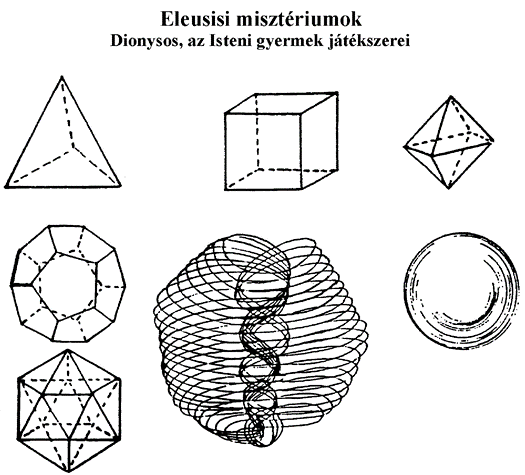 Eleusisi misztériumok
Dionysos, az Isteni gyermek játékszerei